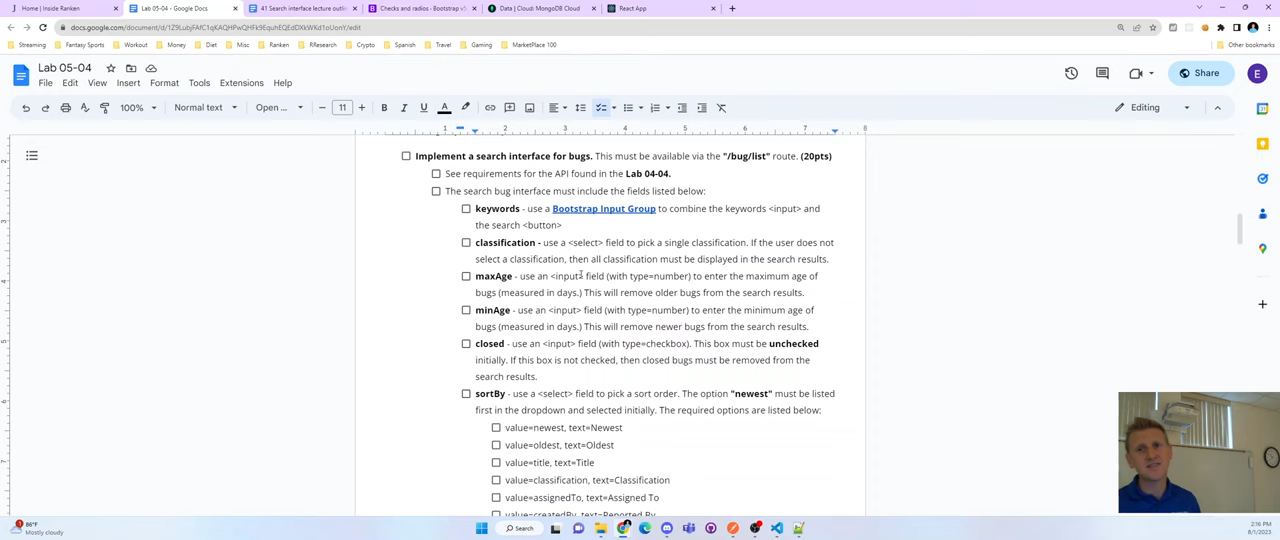 Home | Inside Ranken
Lab 05-04 - Google Docs
41 Search interface lecture outlin
Checks and radios - Bootstrap v5
Data | Cloud: MongoDB Cloud
React App
docs.google.com/document/d/1Z9LubjFAfC1qKAQHPwQHFk9EquhEQEdDXkWKd1oUonY/edit
Streaming
Fantasy Sports
Workout
Money
Diet
Misc
Ranken
RResearch
Crypto
Spanish
Travel
Gaming
MarketPlace 100
Other bookmarks
Lab 05-04
File Edit View Insert Format Tools Extensions Help
Share
E
100%
Normal text
Open ...
11
Editing
1 2 3 4 5 6 7 8
Implement a search interface for bugs. This must be available via the "/bug/list" route. (20pts)
See requirements for the API found in the Lab 04-04.
The search bug interface must include the fields listed below:
keywords - use a Bootstrap Input Group to combine the keywords <input> and
the search <button>
classification - use a <select> field to pick a single classification. If the user does not
select a classification, then all classification must be displayed in the search results.
maxAge - use an <input> field (with type=number) to enter the maximum age of
bugs (measured in days.) This will remove older bugs from the search results.
minAge - use an <input> field (with type=number) to enter the minimum age of
bugs (measured in days.) This will remove newer bugs from the search results.
closed - use an <input> field (with type=checkbox). This box must be unchecked
initially. If this box is not checked, then closed bugs must be removed from the
search results.
sortBy - use a <select> field to pick a sort order. The option "newest" must be listed
first in the dropdown and selected initially. The required options are listed below:
value=newest, text=Newest
value=oldest, text=Oldest
value=title, text=Title
value=classification, text=Classification
value=assignedTo, text=Assigned To
value=createdBy, text=Reported By
86°F
Mostly cloudy
Search
2:16 PM
8/1/2023